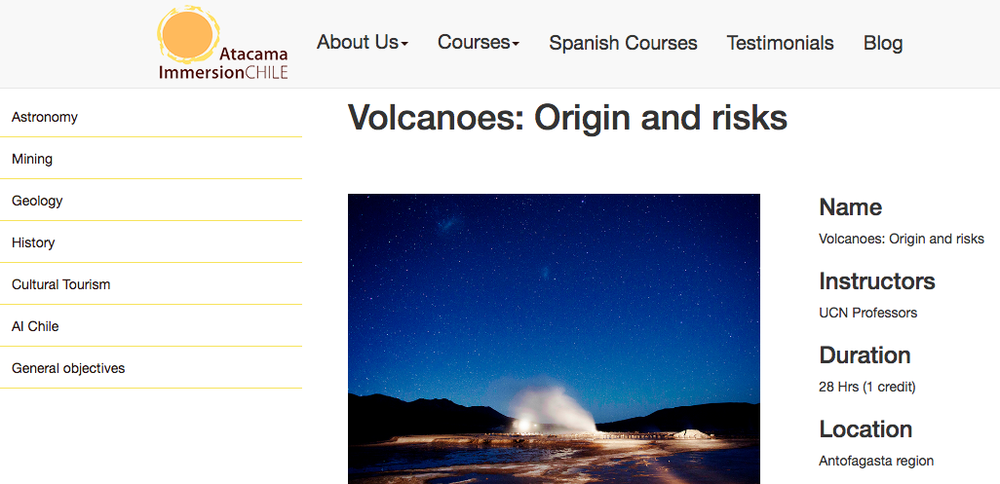 Atacama
ImmersionCHILE
About Us
Courses
Spanish Courses
Testimonials
Blog
Astronomy
Mining
Geology
History
Cultural Tourism
AI Chile
General objectives
Volcanoes: Origin and risks
Name
Volcanoes: Origin and risks
Instructors
UCN Professors
Duration
28 Hrs (1 credit)
Location
Antofagasta region